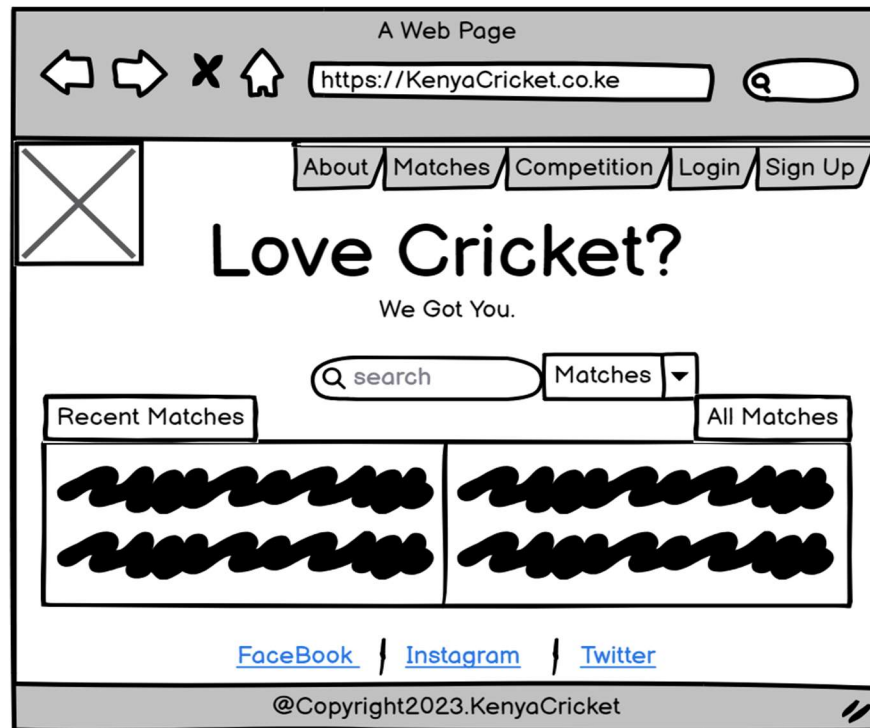 A Web Page
https://KenyaCricket.co.ke
About Matches Competition Login Sign Up
Love Cricket?
We Got You.
search Matches
Recent Matches All Matches
FaceBook Instagram Twitter
@Copyright2023.KenyaCricket